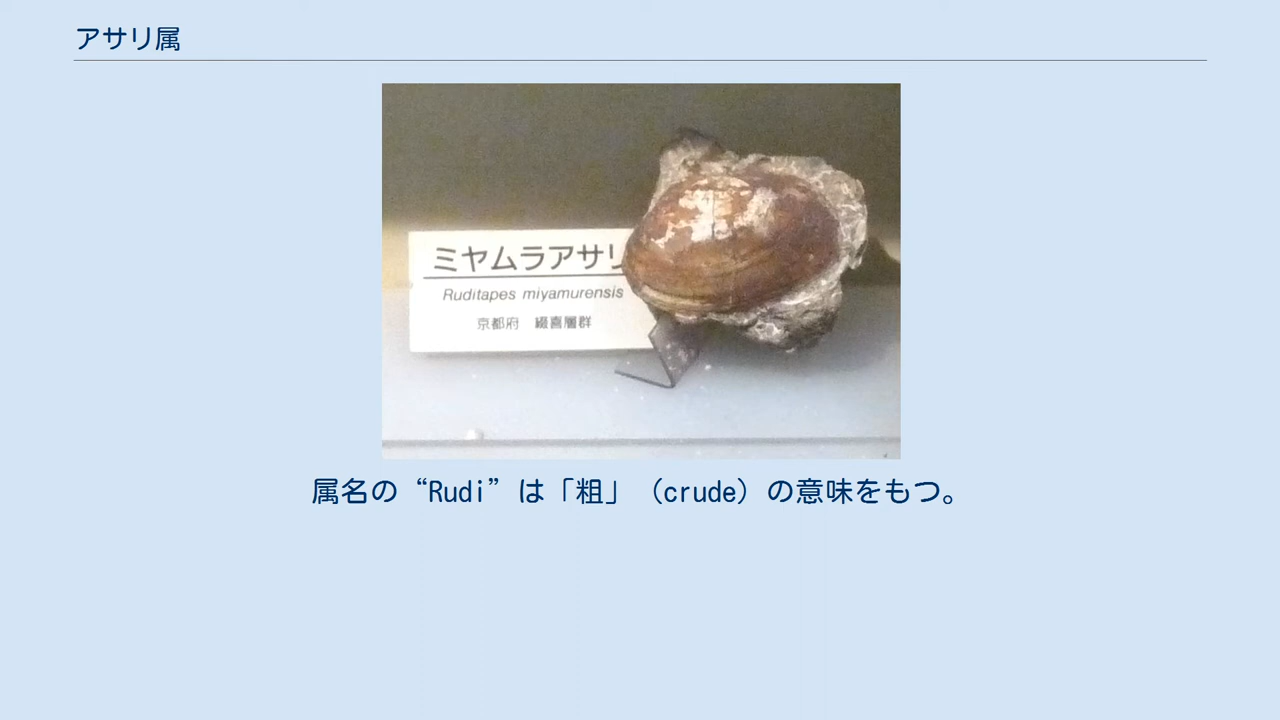 アサリ属
ミヤムラアサリ
Ruditapes miyamurensis
京都府 綴喜層群
属名の“Rudi”は「粗」（crude）の意味をもつ。